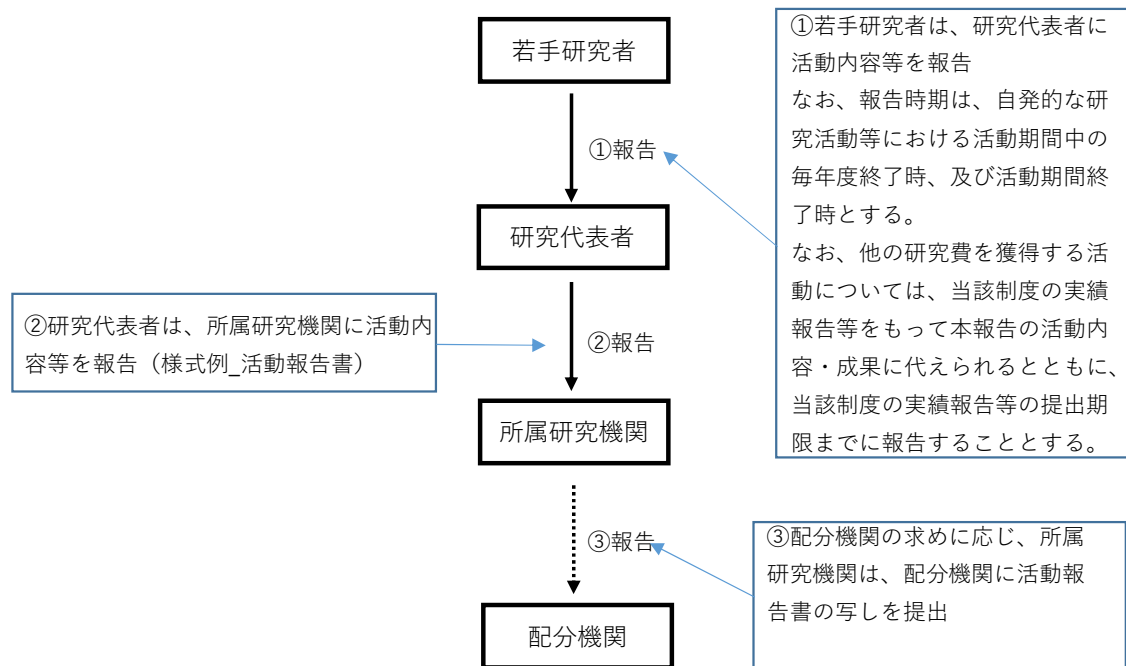 若手研究者
①報告
①若手研究者は、研究代表者に
活動内容等を報告
なお、報告時期は、自発的な研
究活動等における活動期間中の
毎年度終了時、及び活動期間終
了時とする。
なお、他の研究費を獲得する活
動については、当該制度の実績
報告等をもって本報告の活動内
容・成果に代えられるとともに、
当該制度の実績報告等の提出期
限までに報告することとする。
研究代表者
②研究代表者は、所属研究機関に活動内
容等を報告（様式例_活動報告書）
②報告
所属研究機関
③報告
③配分機関の求めに応じ、所属
研究機関は、配分機関に活動報
告書の写しを提出
配分機関